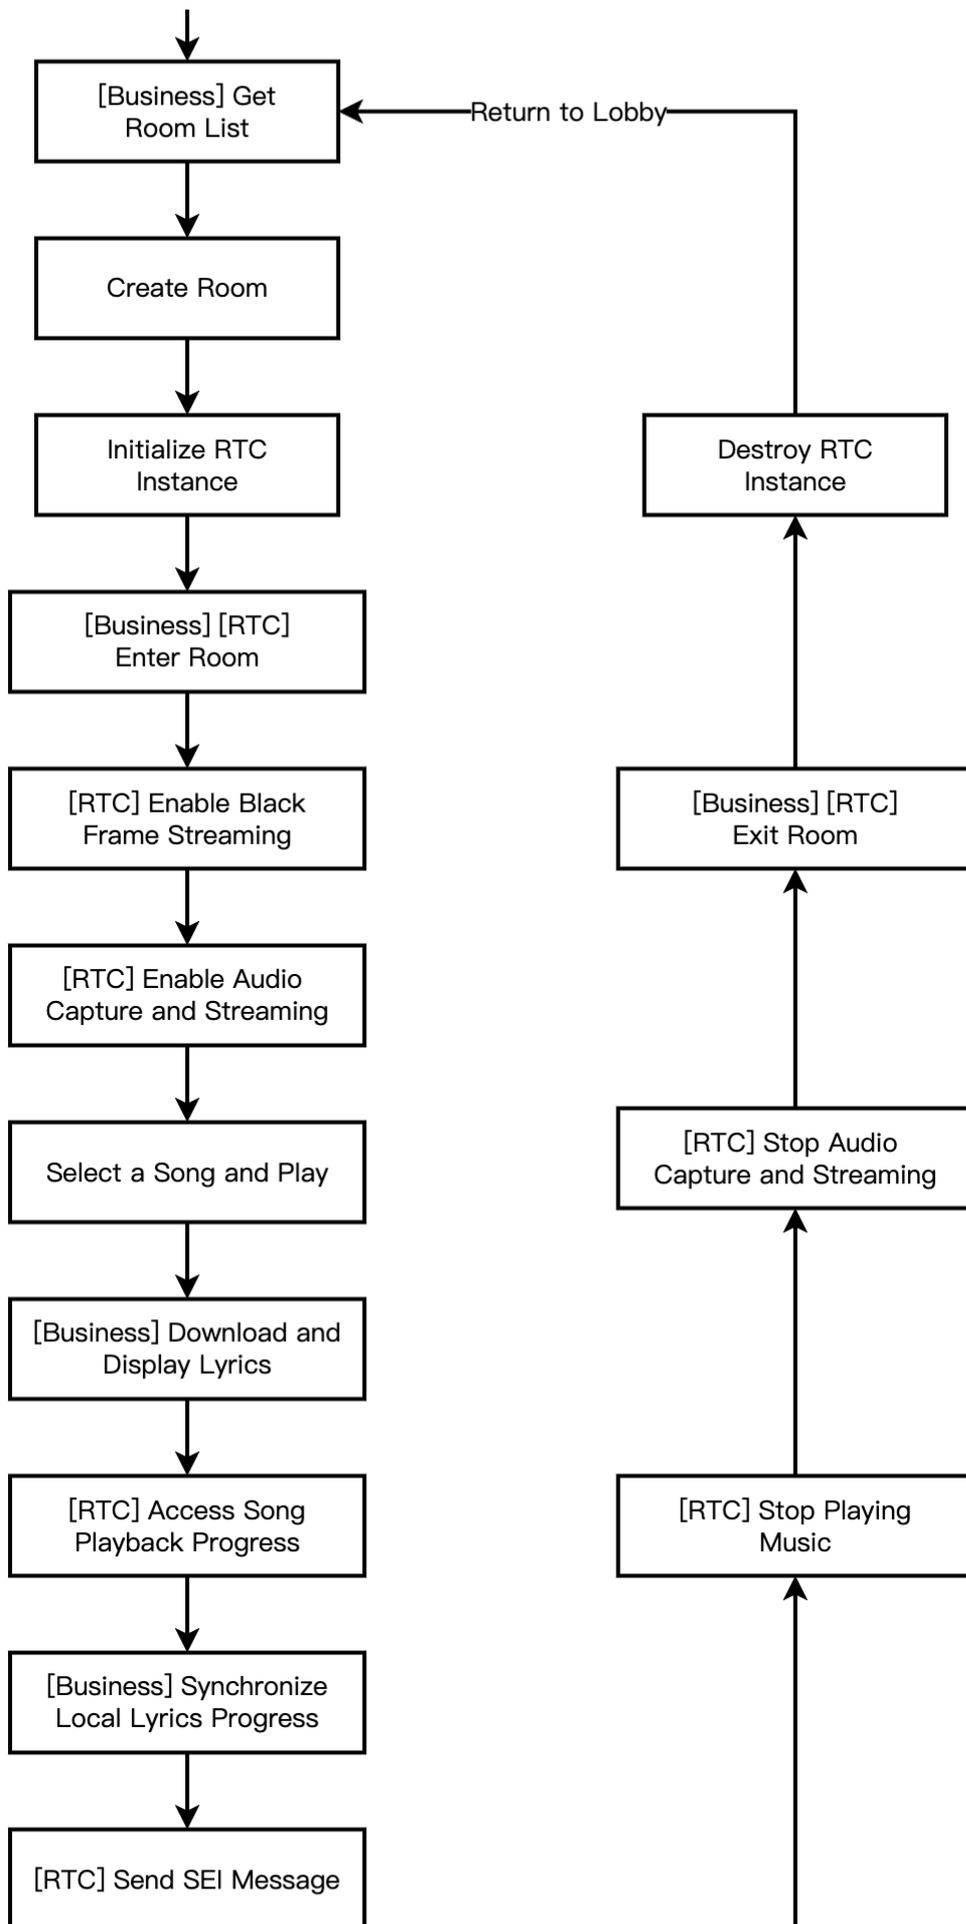 [Business] Get
Room List
Return to Lobby
Create Room
Initialize RTC
Instance
Destroy RTC
Instance
[Business] [RTC]
Enter Room
[RTC] Enable Black
Frame Streaming
[Business] [RTC]
Exit Room
[RTC] Enable Audio
Capture and Streaming
Select a Song and Play
[RTC] Stop Audio
Capture and Streaming
[Business] Download and
Display Lyrics
[RTC] Access Song
Playback Progress
[RTC] Stop Playing
Music
[Business] Synchronize
Local Lyrics Progress
[RTC] Send SEI Message